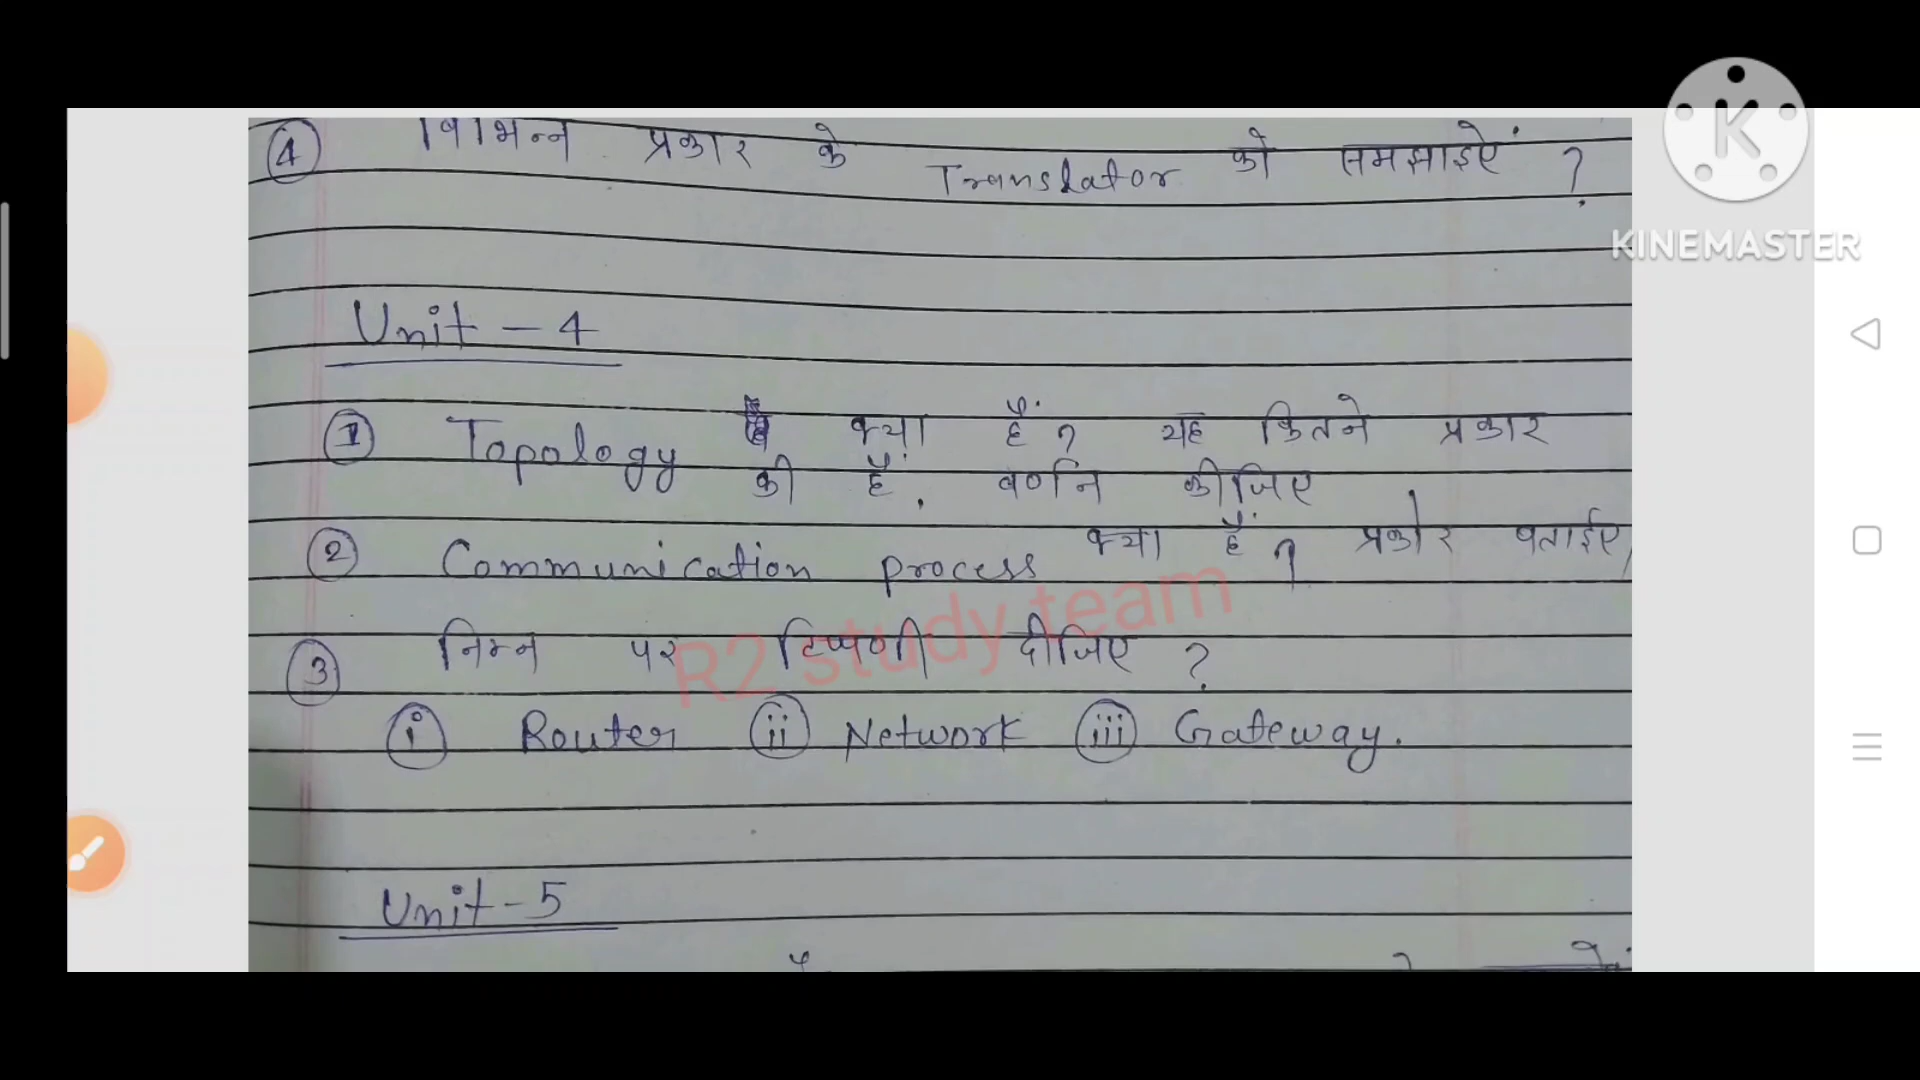 ④ विभिन्न प्रकार के Translator को समझाइऐं ?
Unit - 4
① Topology क्या हैं ? यह कितने प्रकार
की हैं. वर्णन कीजिए
② Communication process क्या हैं ? प्रकार बताईए
③ निम्न पर टिप्पणी दीजिए ?
(i) Router (ii) Network (iii) Gateway.
Unit - 5
R2 study team
K
KINEMASTER